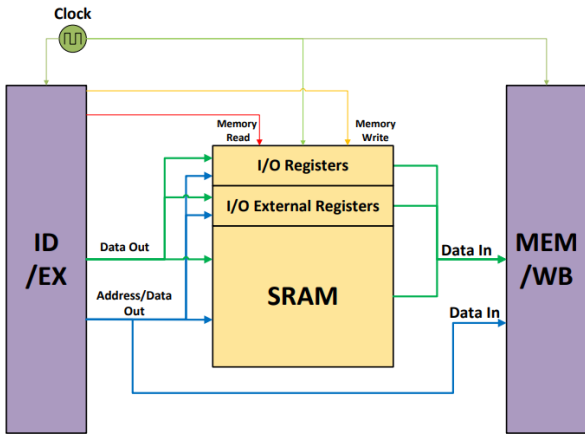 Clock
Memory
Read
Memory
Write
I/O Registers
I/O External Registers
ID
/EX
Data Out
Data In
MEM
/WB
SRAM
Address/Data
Out
Data In